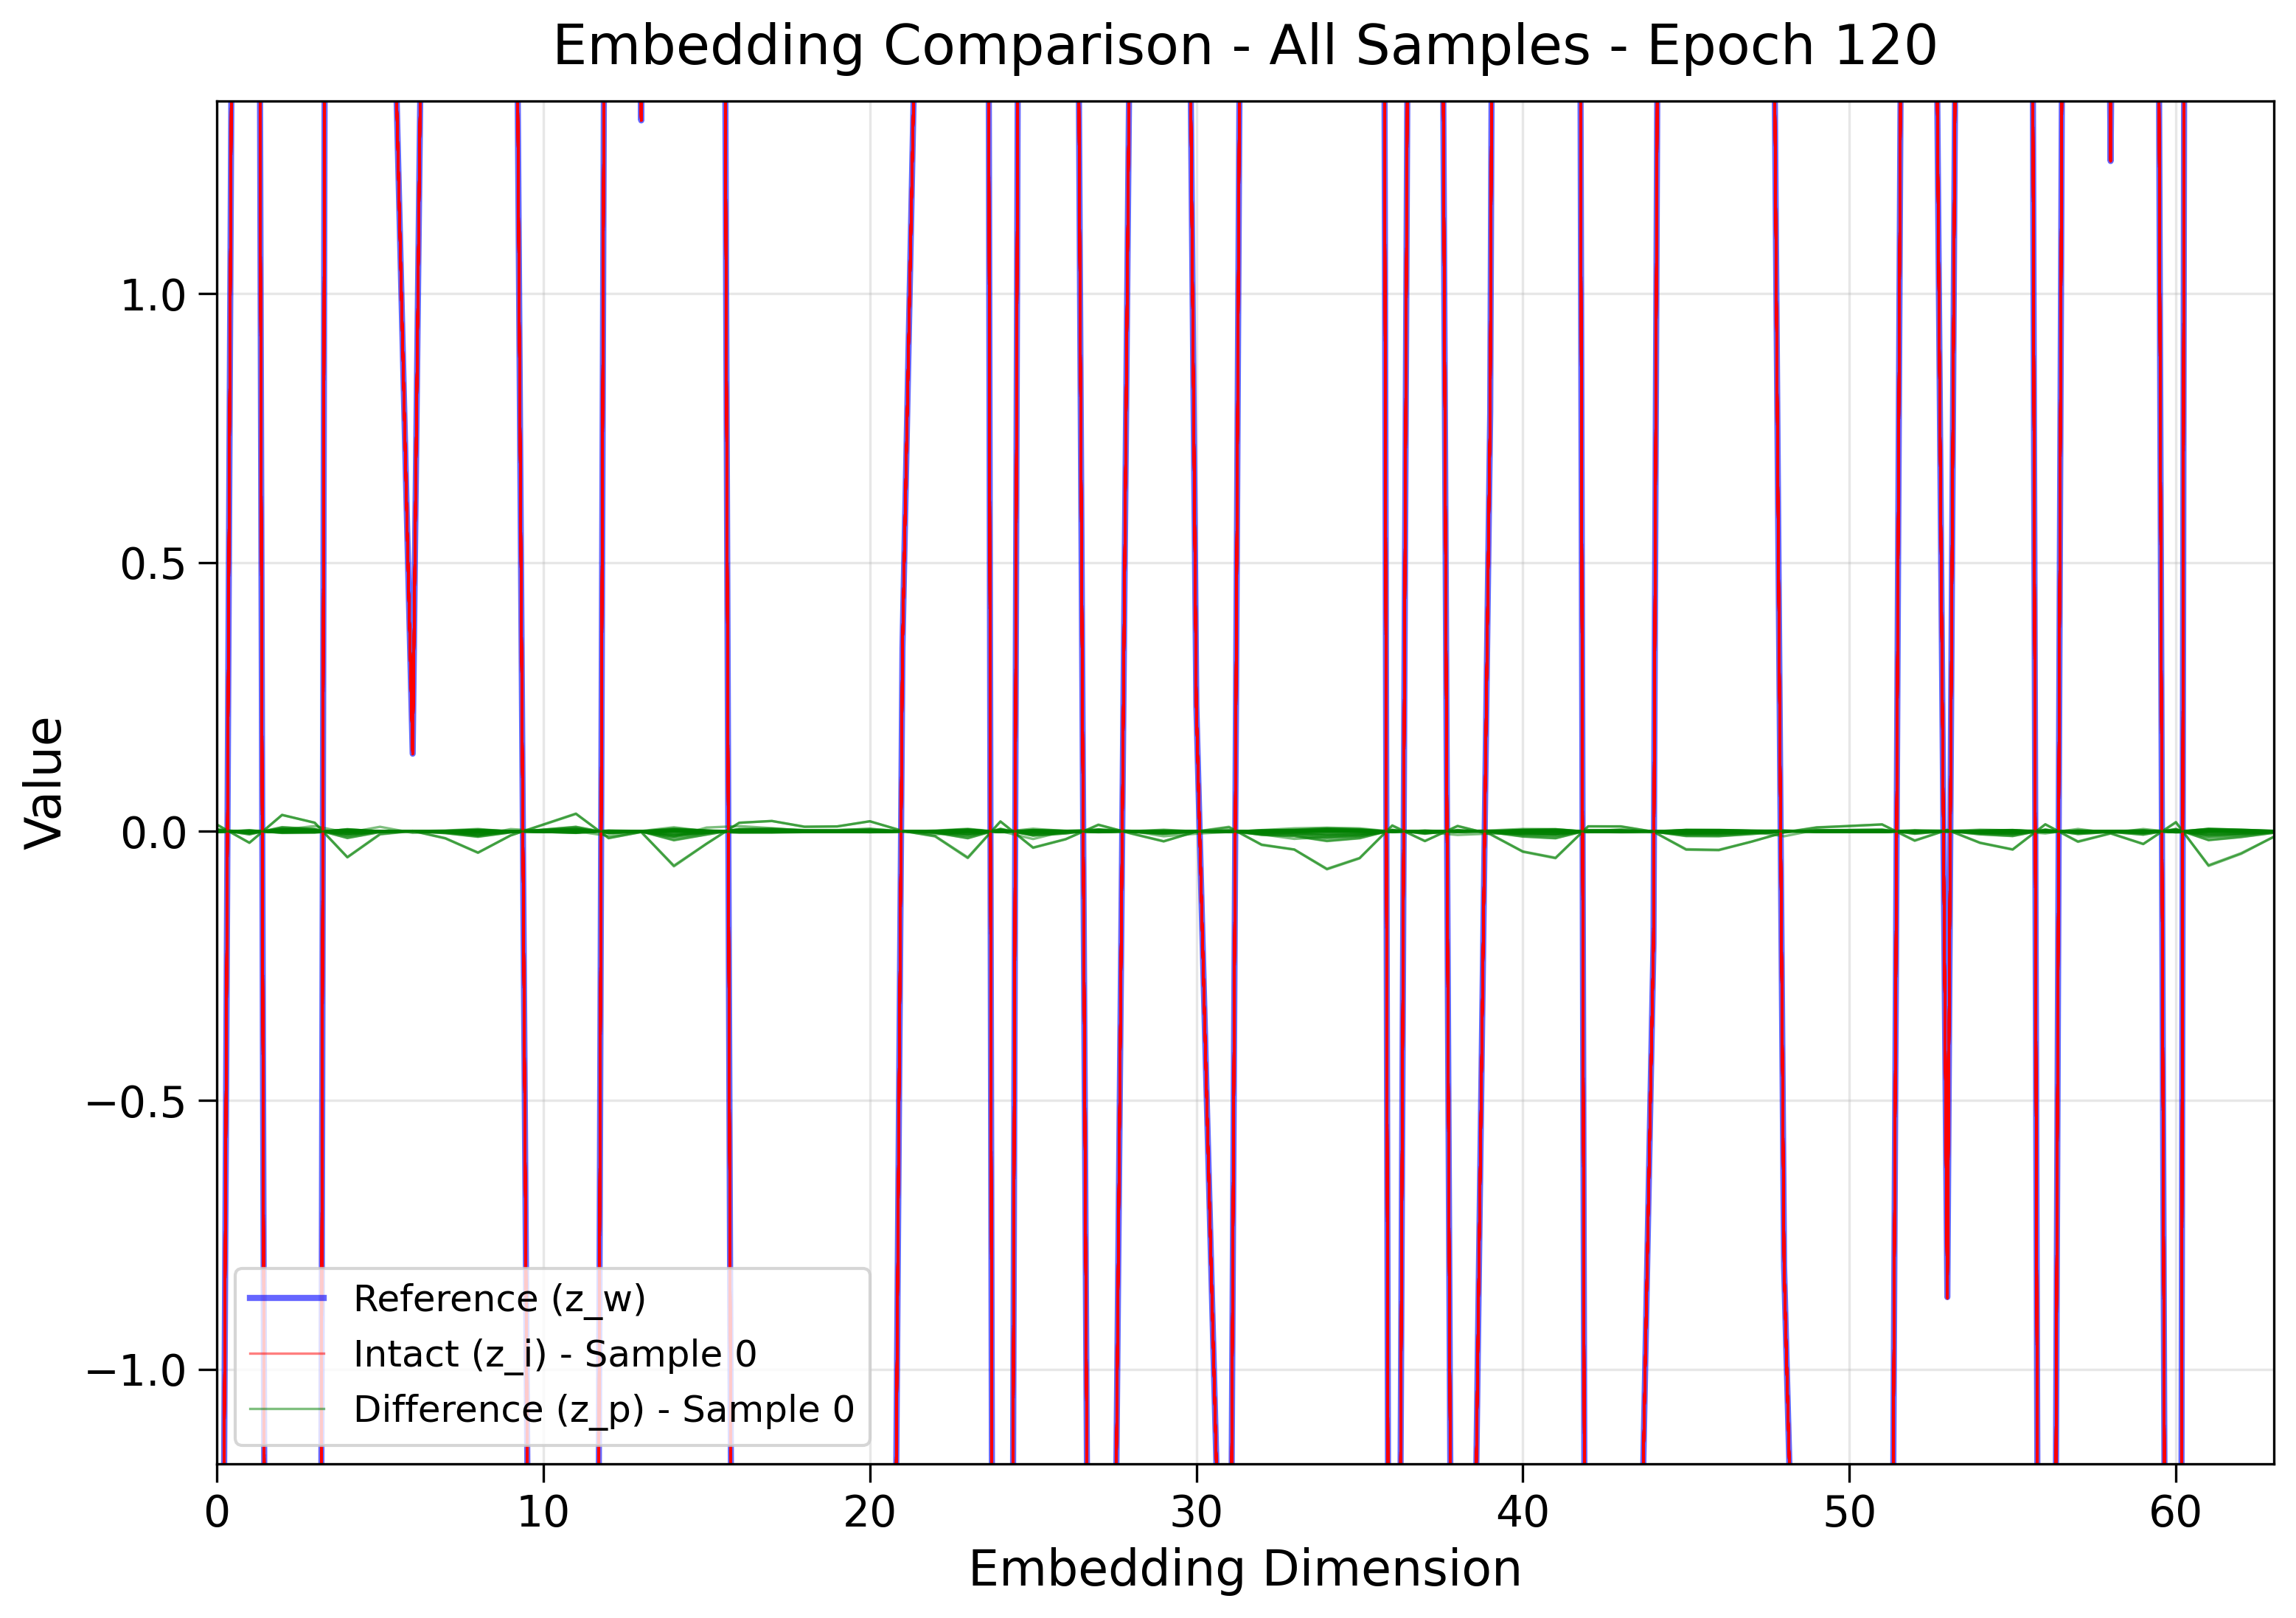 Embedding Comparison - All Samples - Epoch 120
1.0
0.5
0.0
−0.5
−1.0
Value
Reference (z_w)
Intact (z_i) - Sample 0
Difference (z_p) - Sample 0
0 10 20 30 40 50 60
Embedding Dimension